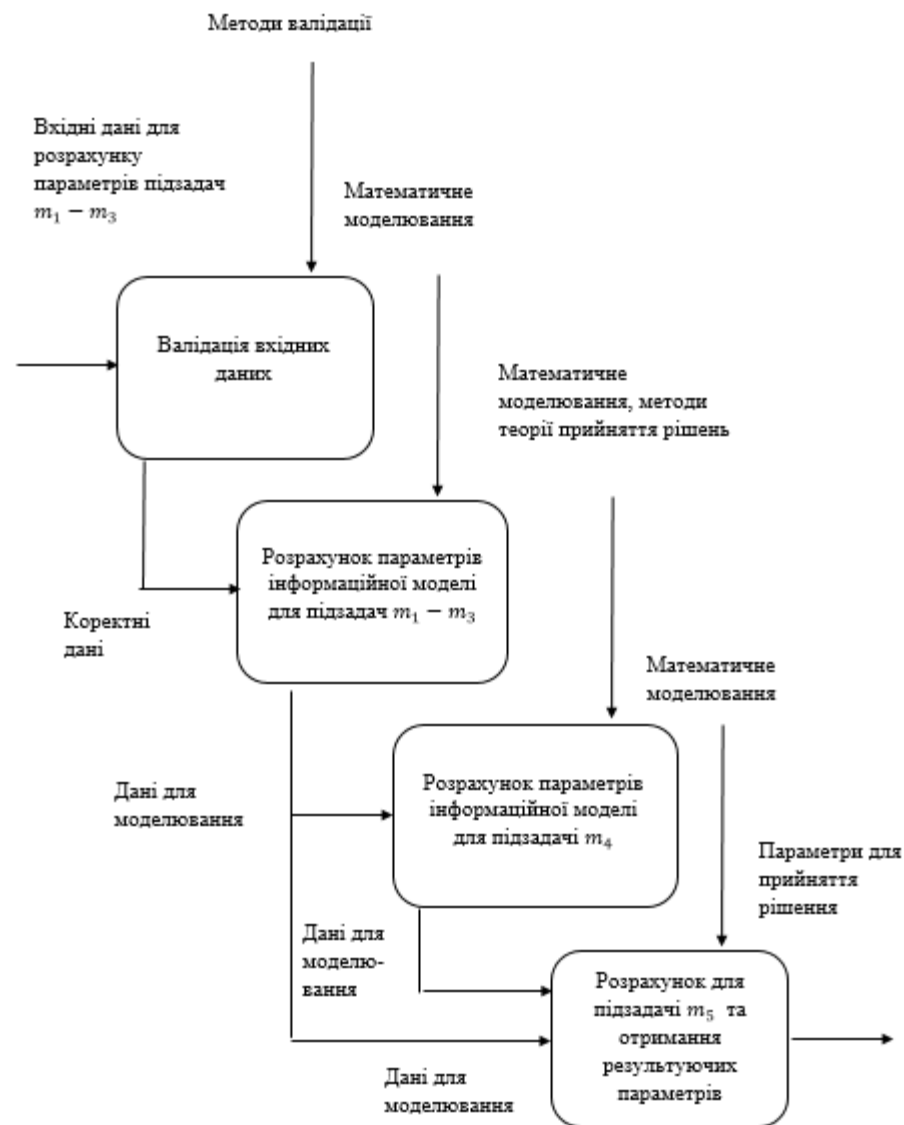 Методи валідації
Вхідні дані для
розрахунку
параметрів підзадач
m₁ − m₃
Математичне
моделювання
Валідація вхідних
даних
Математичне
моделювання, методи
теорії прийняття рішень
Розрахунок параметрів
інформаційної моделі
для підзадач m₁ − m₃
Коректні
дані
Математичне
моделювання
Дані для
моделювання
Розрахунок параметрів
інформаційної моделі
для підзадачі m₄
Параметри для
прийняття
рішення
Дані для
моделю-
вання
Розрахунок для
підзадачі m₅ та
отримання
результуючих
параметрів
Дані для
моделювання